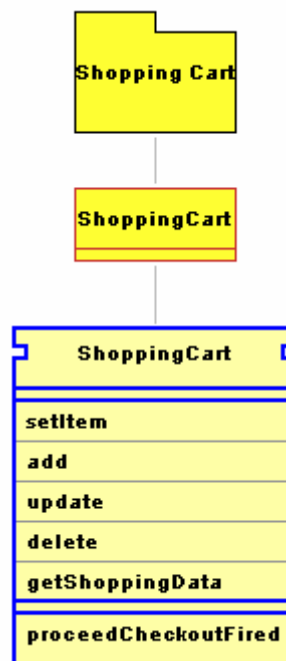 Shopping Cart
ShoppingCart
ShoppingCart
setItem
add
update
delete
getShoppingData
proceedCheckoutFired